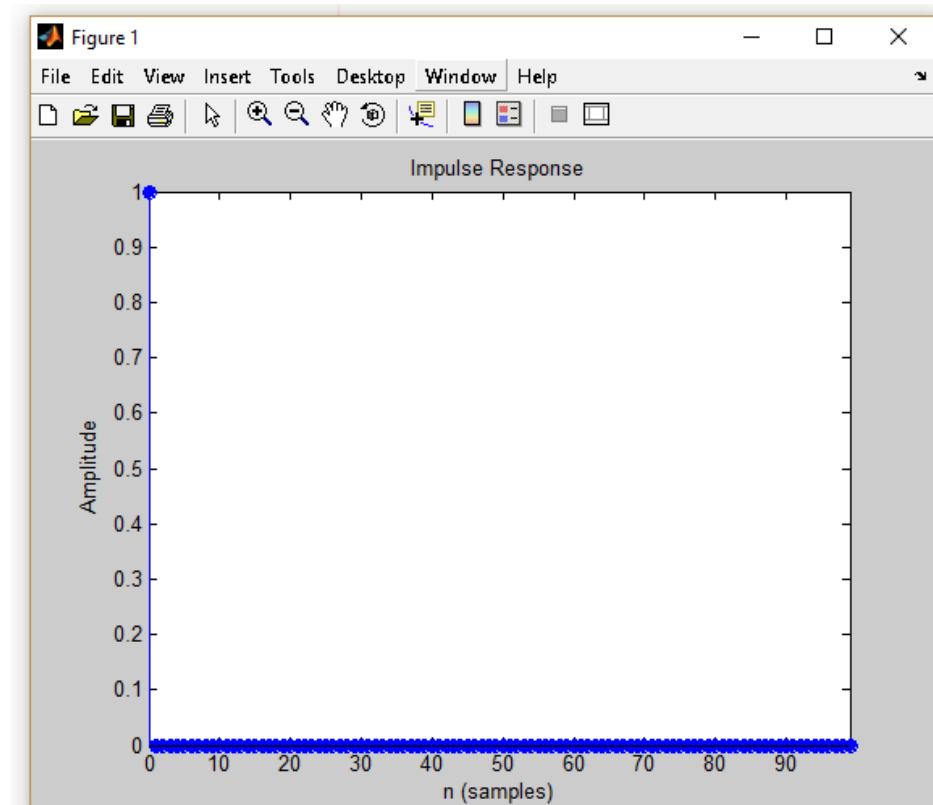 Figure 1
File Edit View Insert Tools Desktop Window Help
Impulse Response
1
0.9
0.8
0.7
0.6
0.5
0.4
0.3
0.2
0.1
0
Amplitude
0 10 20 30 40 50 60 70 80 90
n (samples)